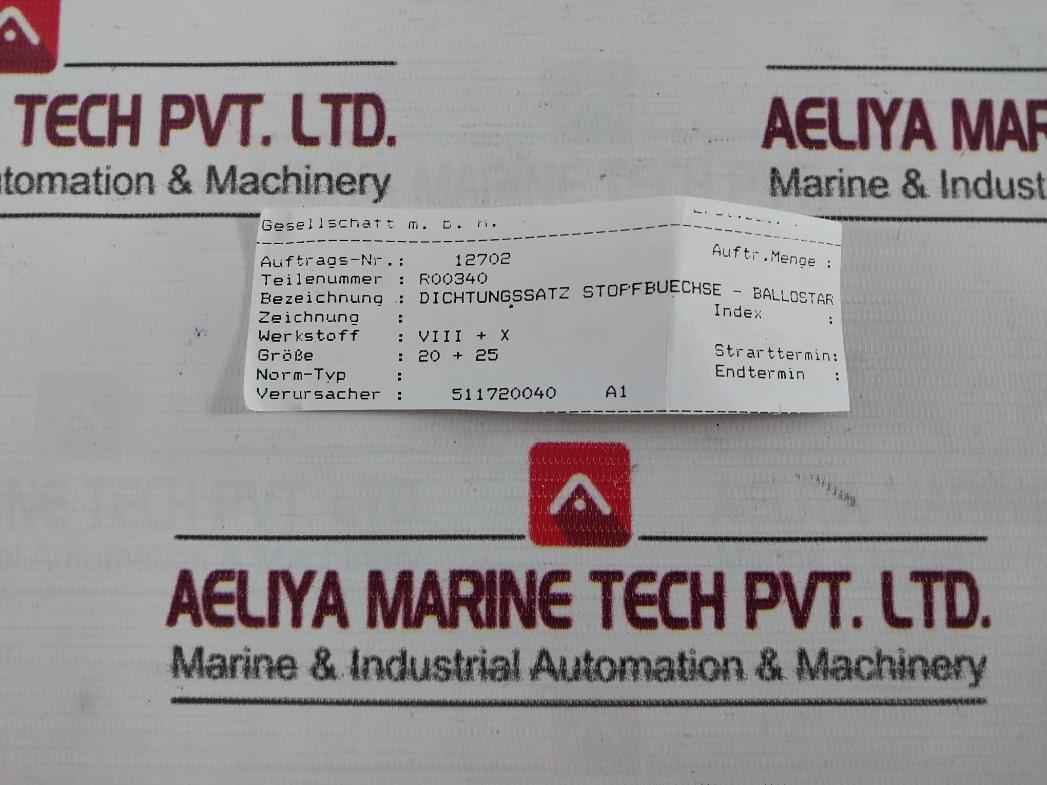 TECH PVT. LTD.
utomation & Machinery
AELIYA MAR
Marine & Indust
Gesellschaft m. b. H.
Auftrags-Nr.: 12702 Auftr.Menge :
Teilenummer : R00340
Bezeichnung : DICHTUNGSSATZ STOPFBUECHSE - BALLOSTAR
Zeichnung : Index :
Werkstoff : VIII + X
Größe : 20 + 25 Strarttermin:
Norm-Typ : Endtermin :
Verursacher : 511720040 A1
AELIYA MARINE TECH PVT. LTD.
Marine & Industrial Automation & Machinery